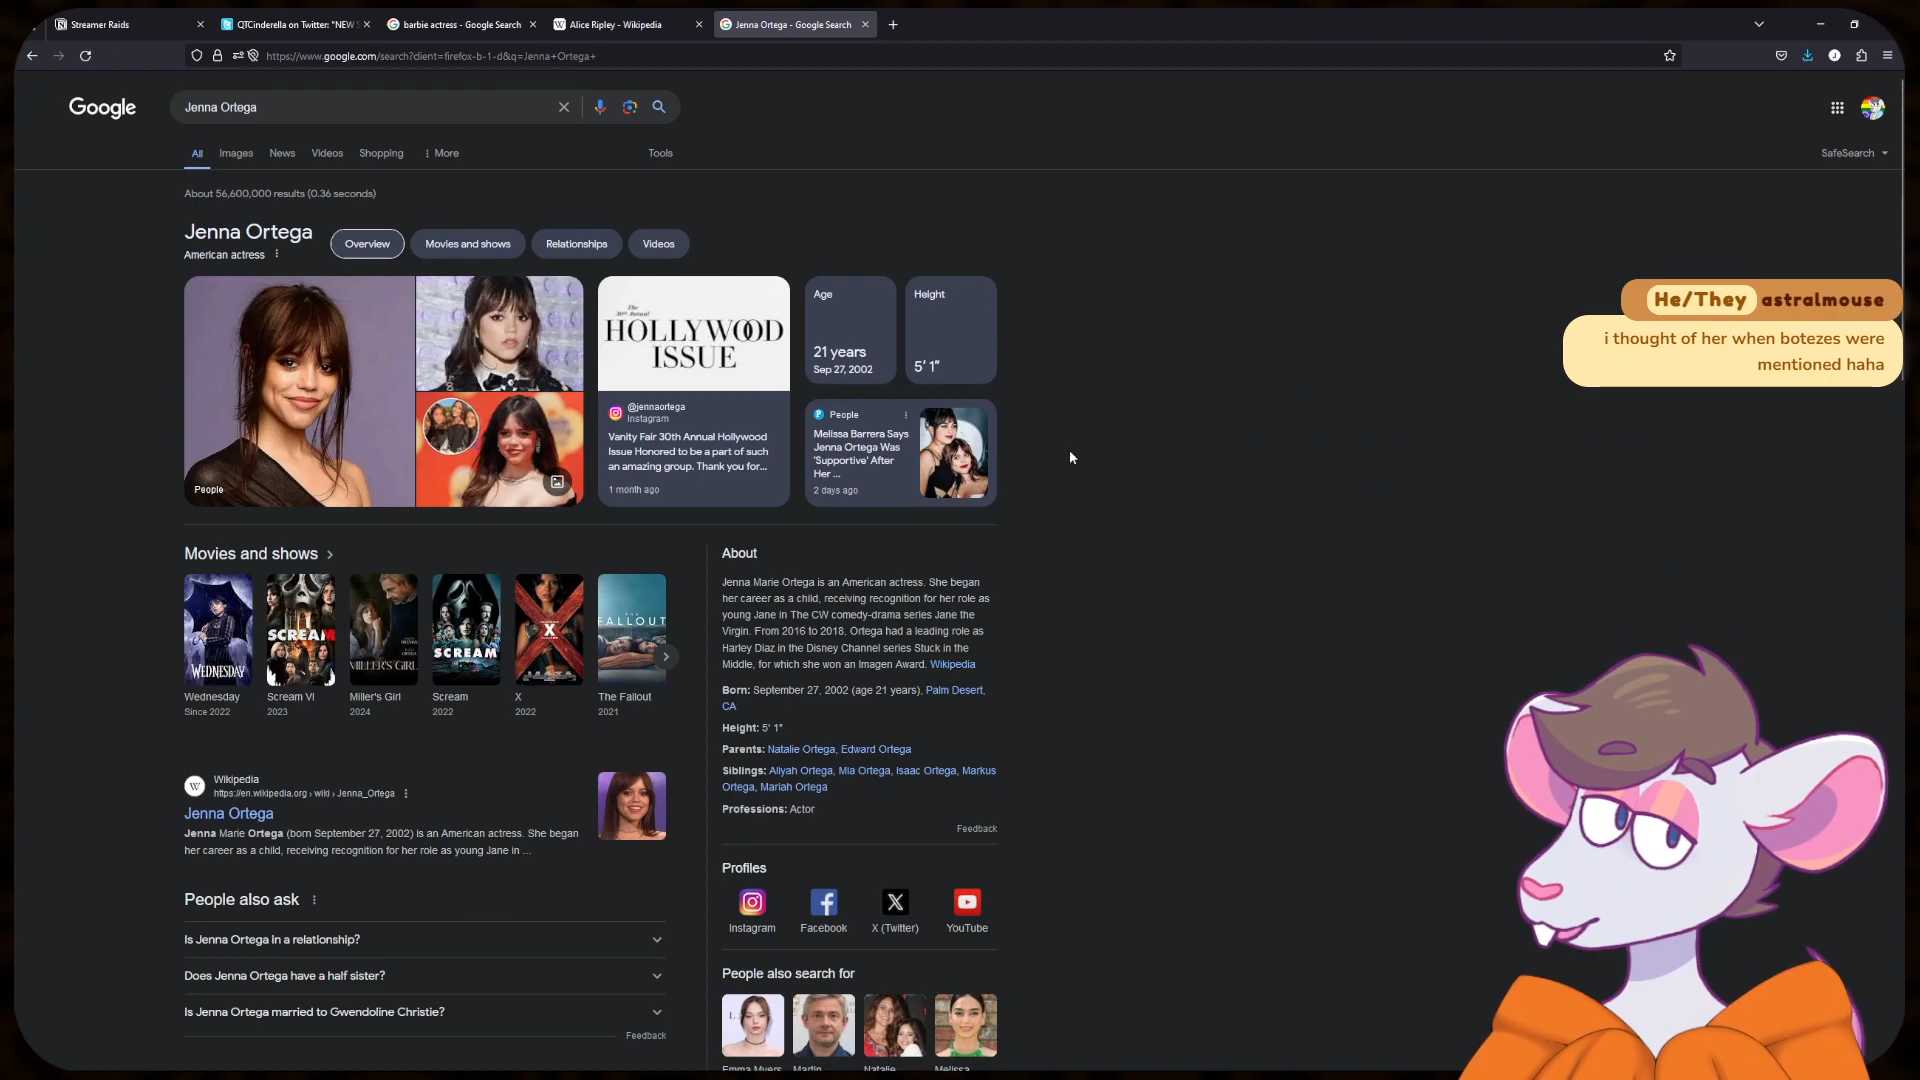 Streamer Raids
QTCinderella on Twitter: "NEW S
barbie actress - Google Search
Alice Ripley - Wikipedia
Jenna Ortega - Google Search
https://www.google.com/search?client=firefox-b-1-d&q=Jenna+Ortega+
Google
Jenna Ortega
All
Images
News
Videos
Shopping
More
Tools
SafeSearch
About 56,600,000 results (0.36 seconds)
Jenna Ortega
American actress
Overview
Movies and shows
Relationships
Videos
People
The
30th Annual
HOLLYWOOD
ISSUE
@jennaortega
Instagram
Vanity Fair 30th Annual Hollywood
Issue Honored to be a part of such
an amazing group. Thank you for...
1 month ago
Age
21 years
Sep 27, 2002
Height
5' 1"
People
Melissa Barrera Says
Jenna Ortega Was
'Supportive' After
Her ...
2 days ago
He/They astralmouse
i thought of her when botezes were
mentioned haha
Movies and shows
WEDNESDAY
SCREAM
MILLER'S GIRL
SCREAM
X
THE
FALLOUT
Wednesday
Since 2022
Scream VI
2023
Miller's Girl
2024
Scream
2022
X
2022
The Fallout
2021
W
Wikipedia
https://en.wikipedia.org › wiki › Jenna_Ortega
Jenna Ortega
Jenna Marie Ortega (born September 27, 2002) is an American actress. She began
her career as a child, receiving recognition for her role as young Jane in ...
People also ask
Is Jenna Ortega in a relationship?
Does Jenna Ortega have a half sister?
Is Jenna Ortega married to Gwendoline Christie?
Feedback
About
Jenna Marie Ortega is an American actress. She began
her career as a child, receiving recognition for her role as
young Jane in The CW comedy-drama series Jane the
Virgin. From 2016 to 2018, Ortega had a leading role as
Harley Diaz in the Disney Channel series Stuck in the
Middle, for which she won an Imagen Award. Wikipedia
Born: September 27, 2002 (age 21 years), Palm Desert,
CA
Height: 5' 1"
Parents: Natalie Ortega, Edward Ortega
Siblings: Aliyah Ortega, Mia Ortega, Isaac Ortega, Markus
Ortega, Mariah Ortega
Professions: Actor
Feedback
Profiles
Instagram
Facebook
X (Twitter)
YouTube
People also search for
Emma Myers
Martin
Natalie
Melissa